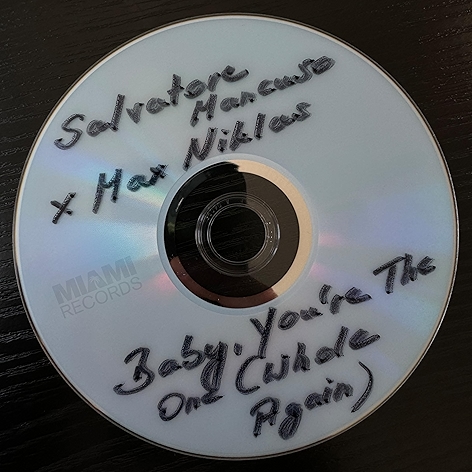 Salvatore
Mancuso
x Max Niklas
MIAMI
RECORDS
Baby, You're The
One (Whole
Again)